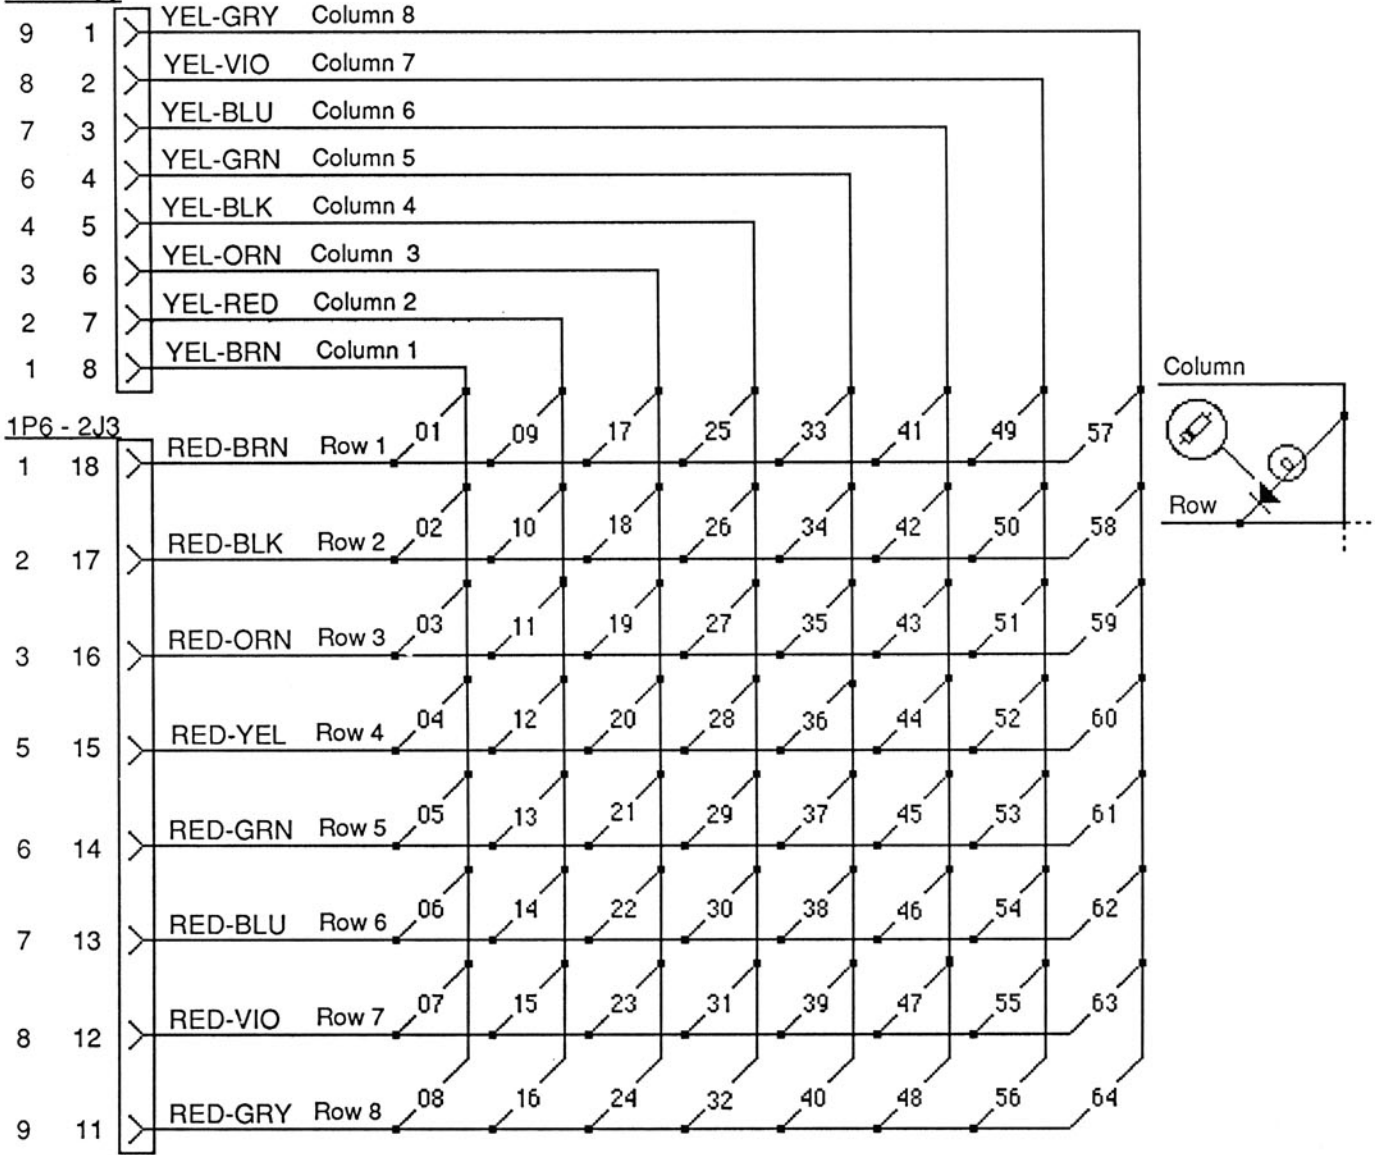 9 1 YEL-GRY Column 8
8 2 YEL-VIO Column 7
7 3 YEL-BLU Column 6
6 4 YEL-GRN Column 5
4 5 YEL-BLK Column 4
3 6 YEL-ORN Column 3
2 7 YEL-RED Column 2
1 8 YEL-BRN Column 1
Column
Row
1P6 - 2J3
1 18 RED-BRN Row 1 01 09 17 25 33 41 49 57
2 17 RED-BLK Row 2 02 10 18 26 34 42 50 58
3 16 RED-ORN Row 3 03 11 19 27 35 43 51 59
5 15 RED-YEL Row 4 04 12 20 28 36 44 52 60
6 14 RED-GRN Row 5 05 13 21 29 37 45 53 61
7 13 RED-BLU Row 6 06 14 22 30 38 46 54 62
8 12 RED-VIO Row 7 07 15 23 31 39 47 55 63
9 11 RED-GRY Row 8 08 16 24 32 40 48 56 64